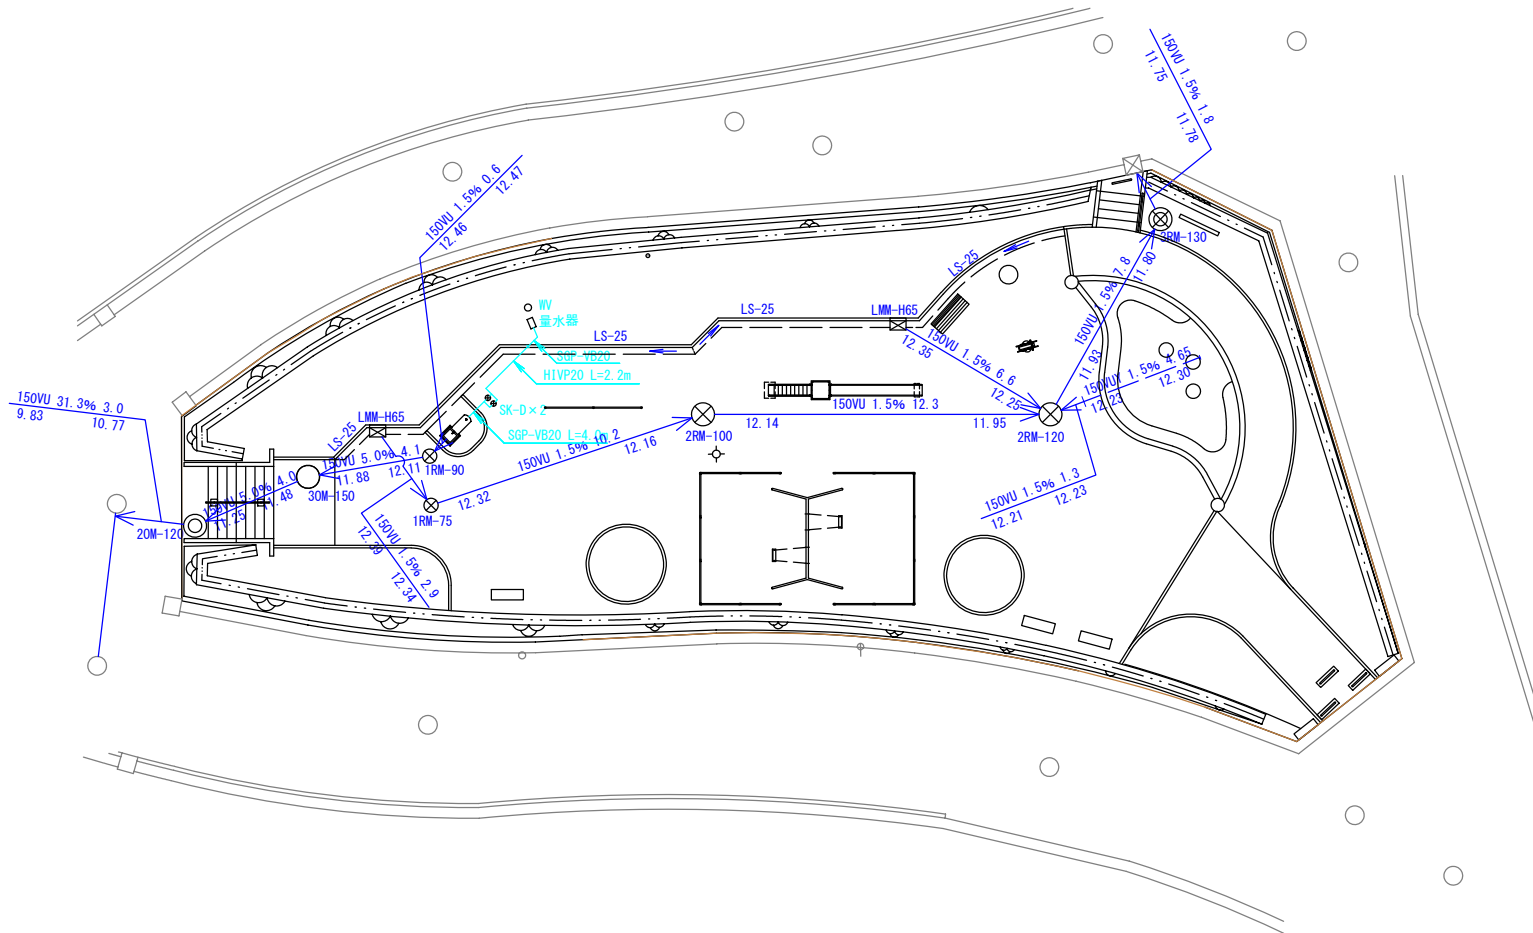 150VU 1.5% 1.8
11.75
11.78
150VU 1.5% 0.6
12.47
12.46
3RM-130
LS-25
150VU 1.5% 7.8
11.80
11.93
WV
量水器
LS-25
LMM-H65
LS-25
SGP-VB20
HIVP20 L=2.2m
150VU 1.5% 6.6
12.35
12.25
150VUY 1.5% 4.65
12.30
12.23
150VU 31.3% 3.0
9.83
10.77
LMM-H65
LS-25
SK-D×2
SGP-VB20 L=4.0m
150VU 1.5% 12.3
12.14
11.95
2RM-100
2RM-120
150VU 1.5% 10.2
12.16
12.32
150VU 5.0% 4.1
12.11
11.88
1RM-90
30M-150
150VU 5.0% 4.0
11.48
11.25
20M-120
1RM-75
150VU 1.5% 1.3
12.23
12.21
150VU 1.5% 2.9
12.39
12.34